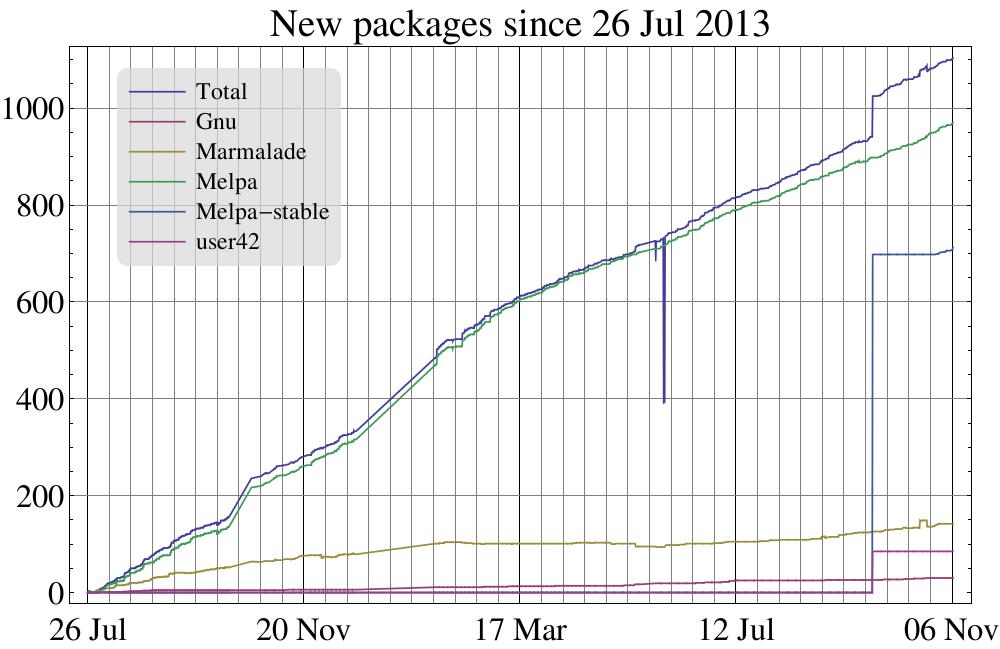 New packages since 26 Jul 2013
1000
800
600
400
200
0
Total
Gnu
Marmalade
Melpa
Melpa−stable
user42
26 Jul 20 Nov 17 Mar 12 Jul 06 Nov